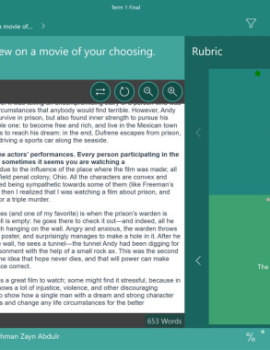 Term 1 Final
a movie of...
ew on a movie of your choosing.
Rubric
rcumstances that anybody would find terrible. However, Andy
urvive in prison, but also found inner strength to pursue his
ple one: to become free and rich, and live in the Mexican town
s to reach his dream: in the end, Dufrene escapes from prison,
driving a sports car along the seaside.
he actors' performances. Every person participating in the
sometimes it seems you are watching a
due to the influence of the place where the film was made; all
field penal colony, Ohio. All the characters are convex and
ed being sympathetic towards some of them (like Freeman's
then I realized that I was watching a film about prison, and
or a triple murder.
es (and one of my favorite) is when the prison's warden is
ll is empty: he goes there to check it out—and indeed, all he
h hanging on the wall. Angry and anxious, the warden throws
poster, and surprisingly manages to make a hole in it. After he
e wall, he sees a tunnel—the tunnel Andy had been digging for
sonment with the help of a small rock as. This was the second
e idea that hope never dies, and that will power can make
ce correct.
s a great film to watch; some might find it stressful, because in
hows a lot of injustice, violence, and other discouraging
o show how a single man with a dream and strong character
s and change any life circumstances for the better
653 Words
The
hman Zayn Abdulr
%